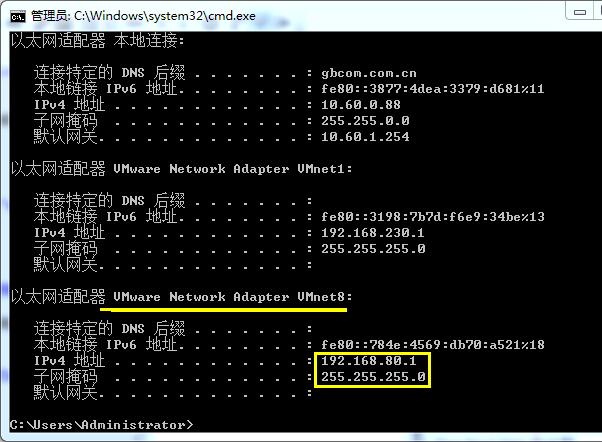 管理员: C:\Windows\system32\cmd.exe
以太网适配器 本地连接:
连接特定的 DNS 后缀 . . . . . . . : gbcom.com.cn
本地链接 IPv6 地址. . . . . . . . : fe80::3877:4dea:3379:d681%11
IPv4 地址 . . . . . . . . . . . . : 10.60.0.88
子网掩码 . . . . . . . . . . . . : 255.255.0.0
默认网关. . . . . . . . . . . . . : 10.60.1.254
以太网适配器 VMware Network Adapter VMnet1:
连接特定的 DNS 后缀 . . . . . . . :
本地链接 IPv6 地址. . . . . . . . : fe80::3198:7b7d:f6e9:34be%13
IPv4 地址 . . . . . . . . . . . . : 192.168.230.1
子网掩码 . . . . . . . . . . . . : 255.255.255.0
默认网关. . . . . . . . . . . . . :
以太网适配器 VMware Network Adapter VMnet8:
连接特定的 DNS 后缀 . . . . . . . :
本地链接 IPv6 地址. . . . . . . . : fe80::784e:4569:db70:a521%18
IPv4 地址 . . . . . . . . . . . . : 192.168.80.1
子网掩码 . . . . . . . . . . . . : 255.255.255.0
默认网关. . . . . . . . . . . . . :
C:\Users\Administrator>